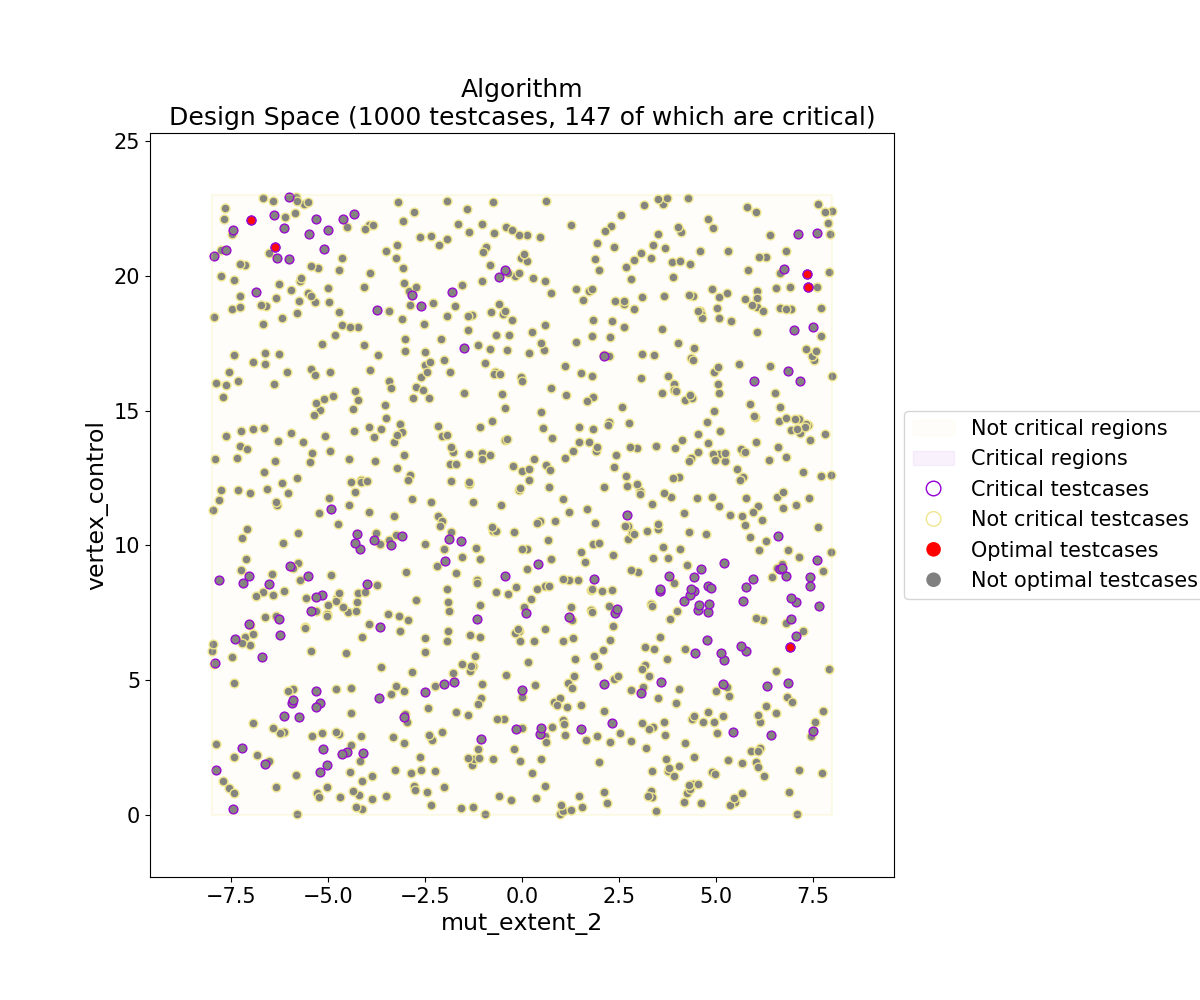 Algorithm
Design Space (1000 testcases, 147 of which are critical)
25
20
15
10
5
0
vertex_control
−7.5
−5.0
−2.5
0.0
2.5
5.0
7.5
mut_extent_2
Not critical regions
Critical regions
Critical testcases
Not critical testcases
Optimal testcases
Not optimal testcases